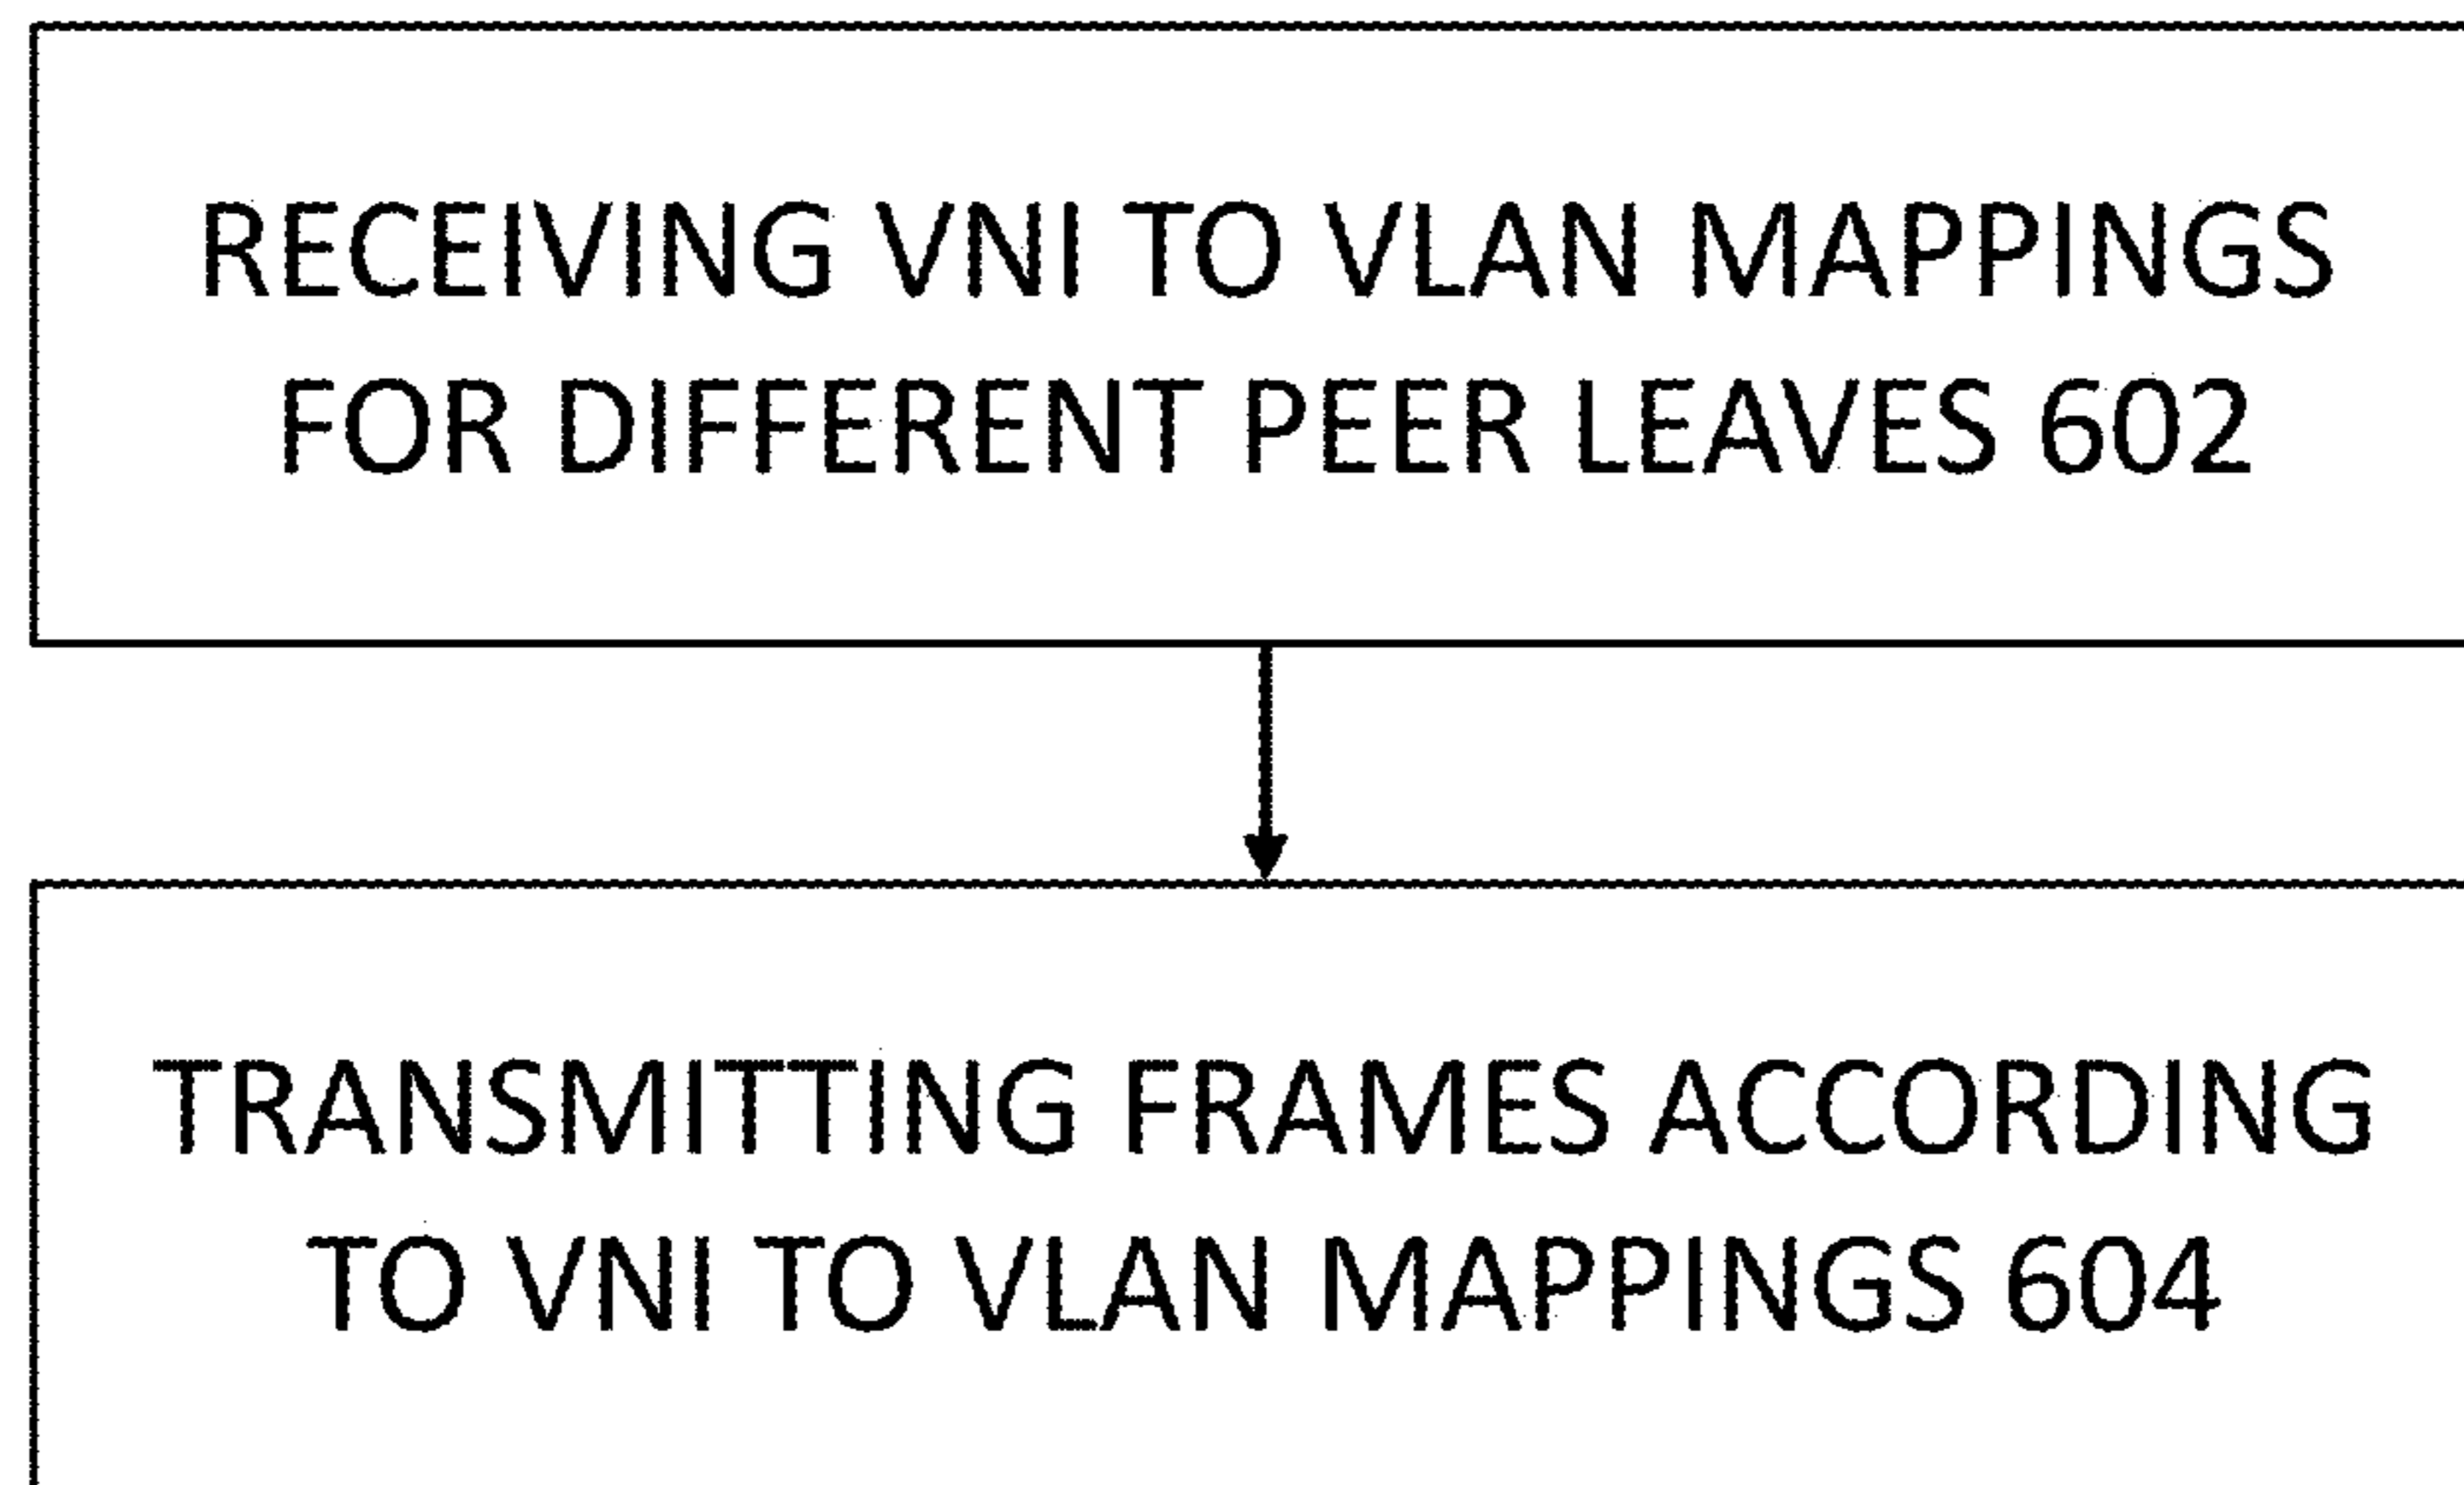 RECEIVING VNI TO VLAN MAPPINGS
FOR DIFFERENT PEER LEAVES 602
TRANSMITTING FRAMES ACCORDING
TO VNI TO VLAN MAPPINGS 604